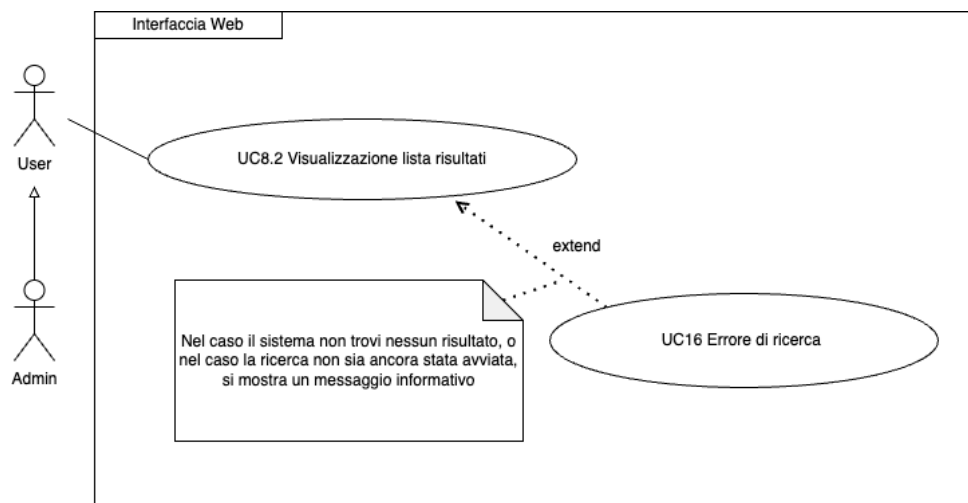 Interfaccia Web
User
UC8.2 Visualizzazione lista risultati
extend
Nel caso il sistema non trovi nessun risultato, o
nel caso la ricerca non sia ancora stata avviata,
si mostra un messaggio informativo
UC16 Errore di ricerca
Admin